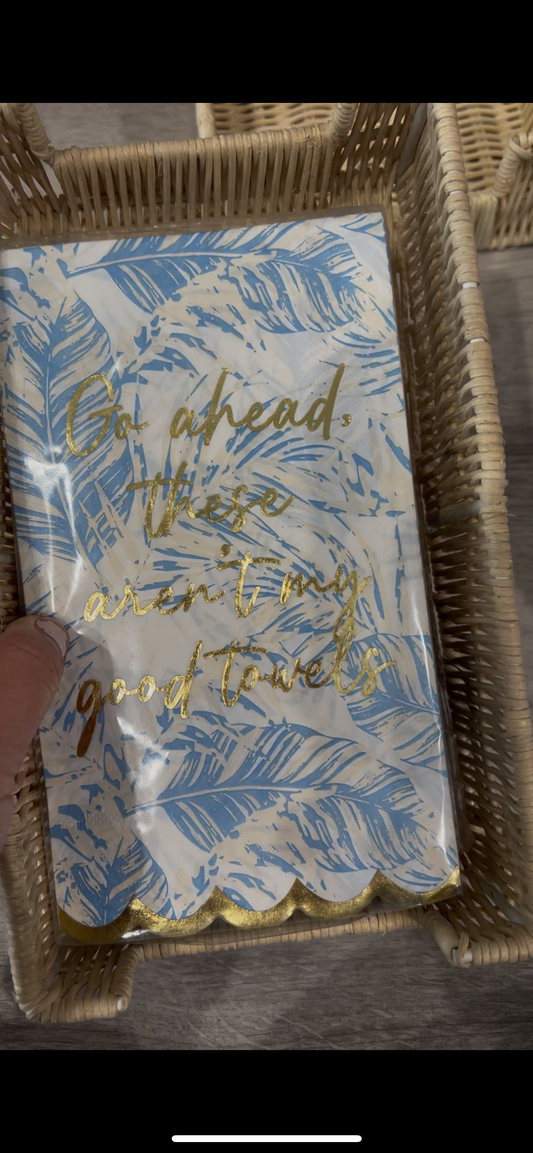 Go ahead,
these
aren't my
good towels